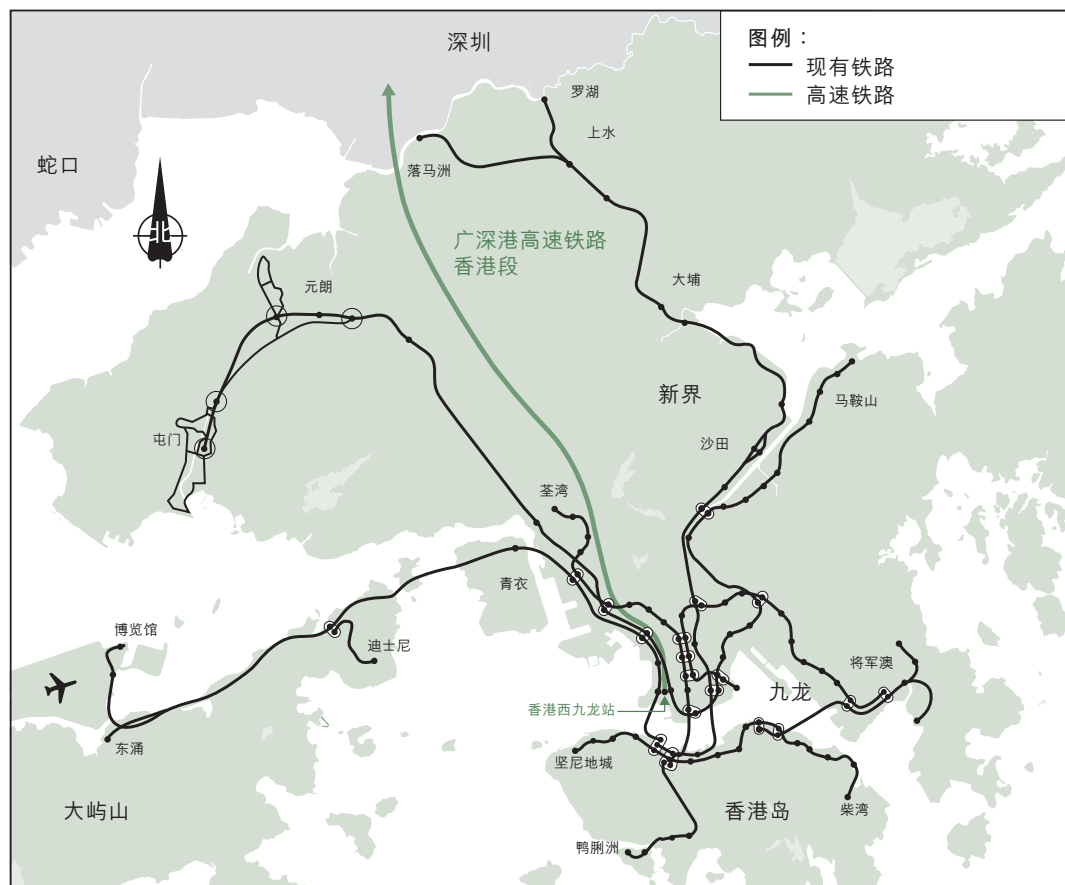 深圳
图例：
现有铁路
高速铁路
罗湖
上水
蛇口
落马洲
北
广深港高速铁路
香港段
元朗
大埔
新界
马鞍山
屯门
沙田
荃湾
青衣
博览馆
迪士尼
将军澳
九龙
香港西九龙站
东涌
坚尼地城
大屿山
香港岛
柴湾
鸭脷洲